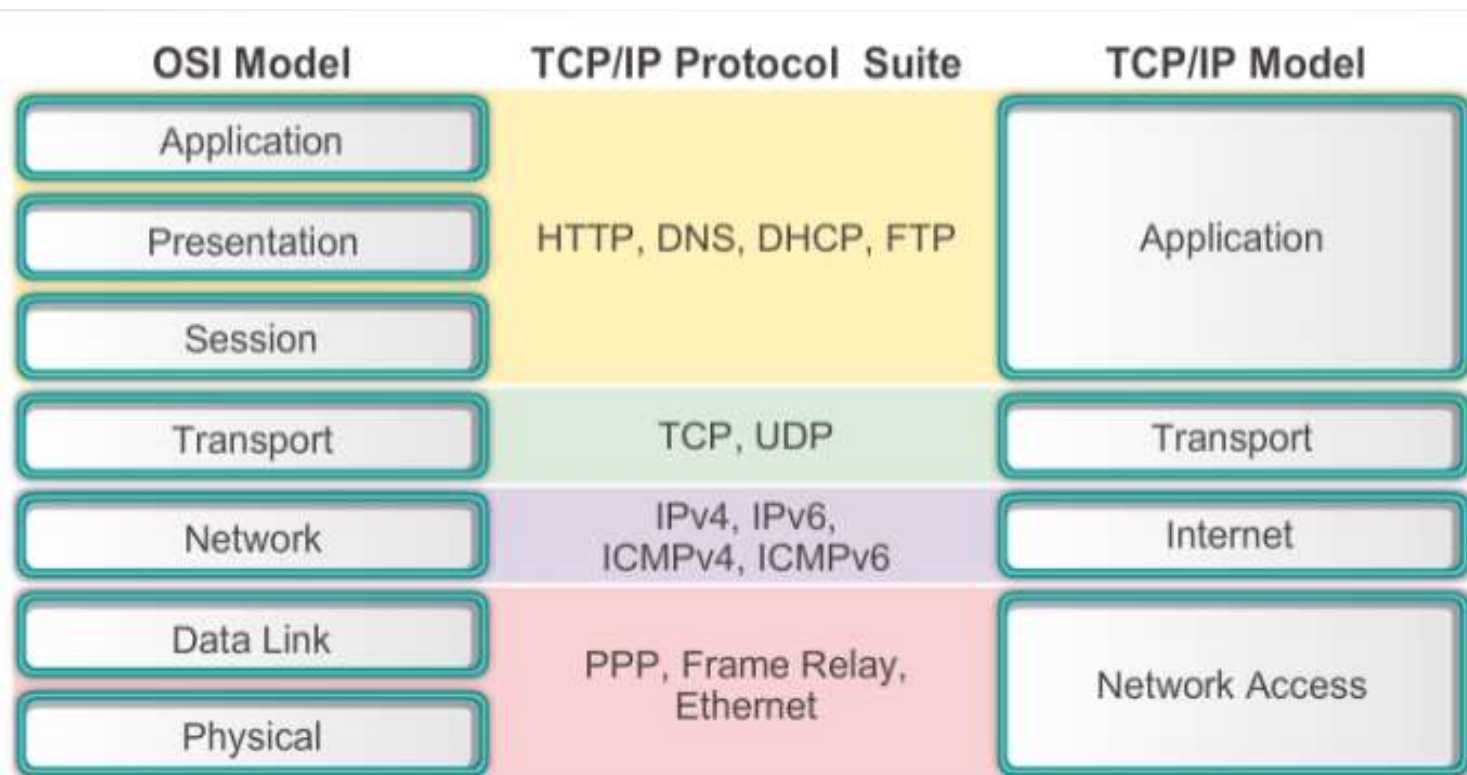 OSI Model
TCP/IP Protocol Suite
TCP/IP Model
Application
Presentation
Session
HTTP, DNS, DHCP, FTP
Application
Transport
TCP, UDP
Transport
Network
IPv4, IPv6,
ICMPv4, ICMPv6
Internet
Data Link
Physical
PPP, Frame Relay,
Ethernet
Network Access